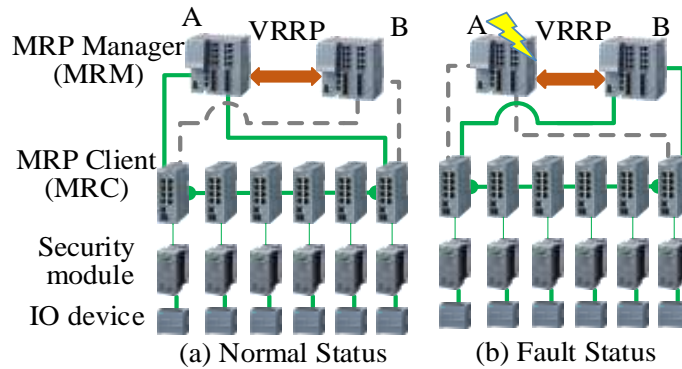 A VRRP B
MRP Manager
(MRM)
MRP Client
(MRC)
Security
module
IO device
(a) Normal Status
A VRRP B
(b) Fault Status